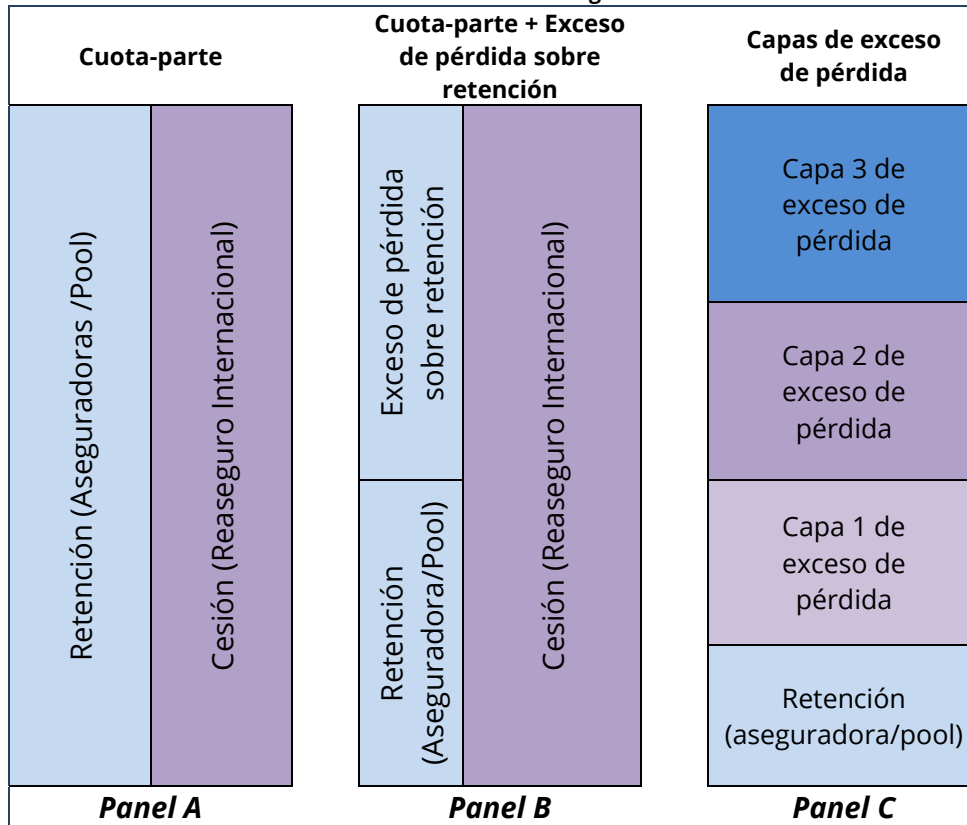 Cuota-parte
Retención (Aseguradoras /Pool)
Cesión (Reaseguro Internacional)
Panel A
Cuota-parte + Exceso
de pérdida sobre
retención
Exceso de pérdida
sobre retención
Retención
(Aseguradora/Pool)
Cesión (Reaseguro Internacional)
Panel B
Capas de exceso
de pérdida
Capa 3 de
exceso de
pérdida
Capa 2 de
exceso de
pérdida
Capa 1 de
exceso de
pérdida
Retención
(aseguradora/pool)
Panel C